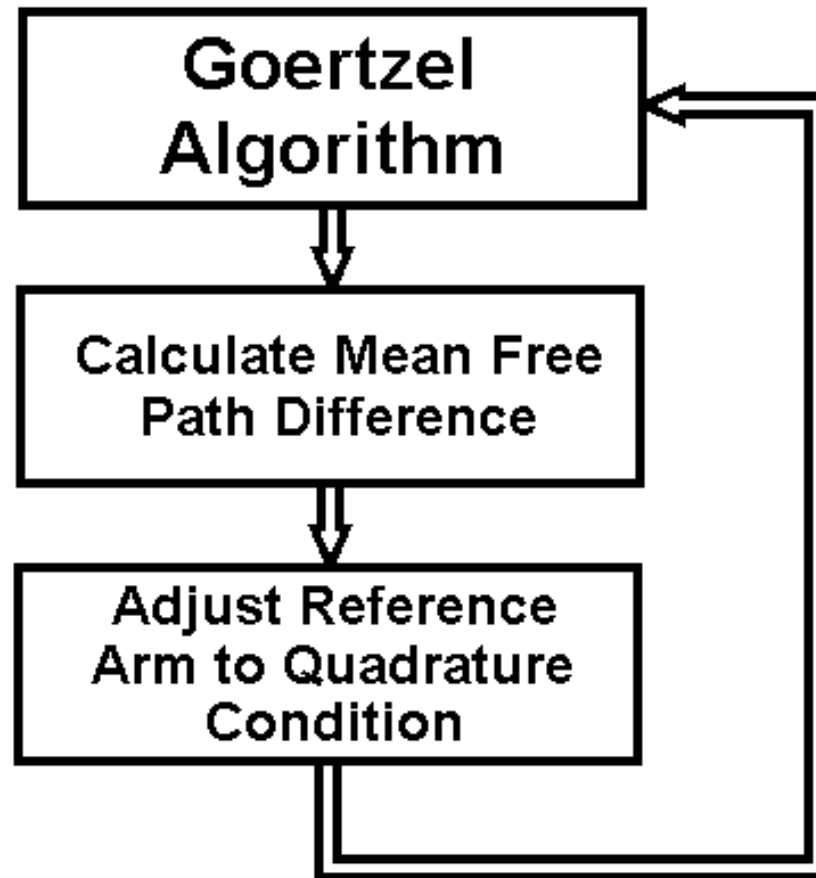 Goertzel
Algorithm
Calculate Mean Free
Path Difference
Adjust Reference
Arm to Quadrature
Condition